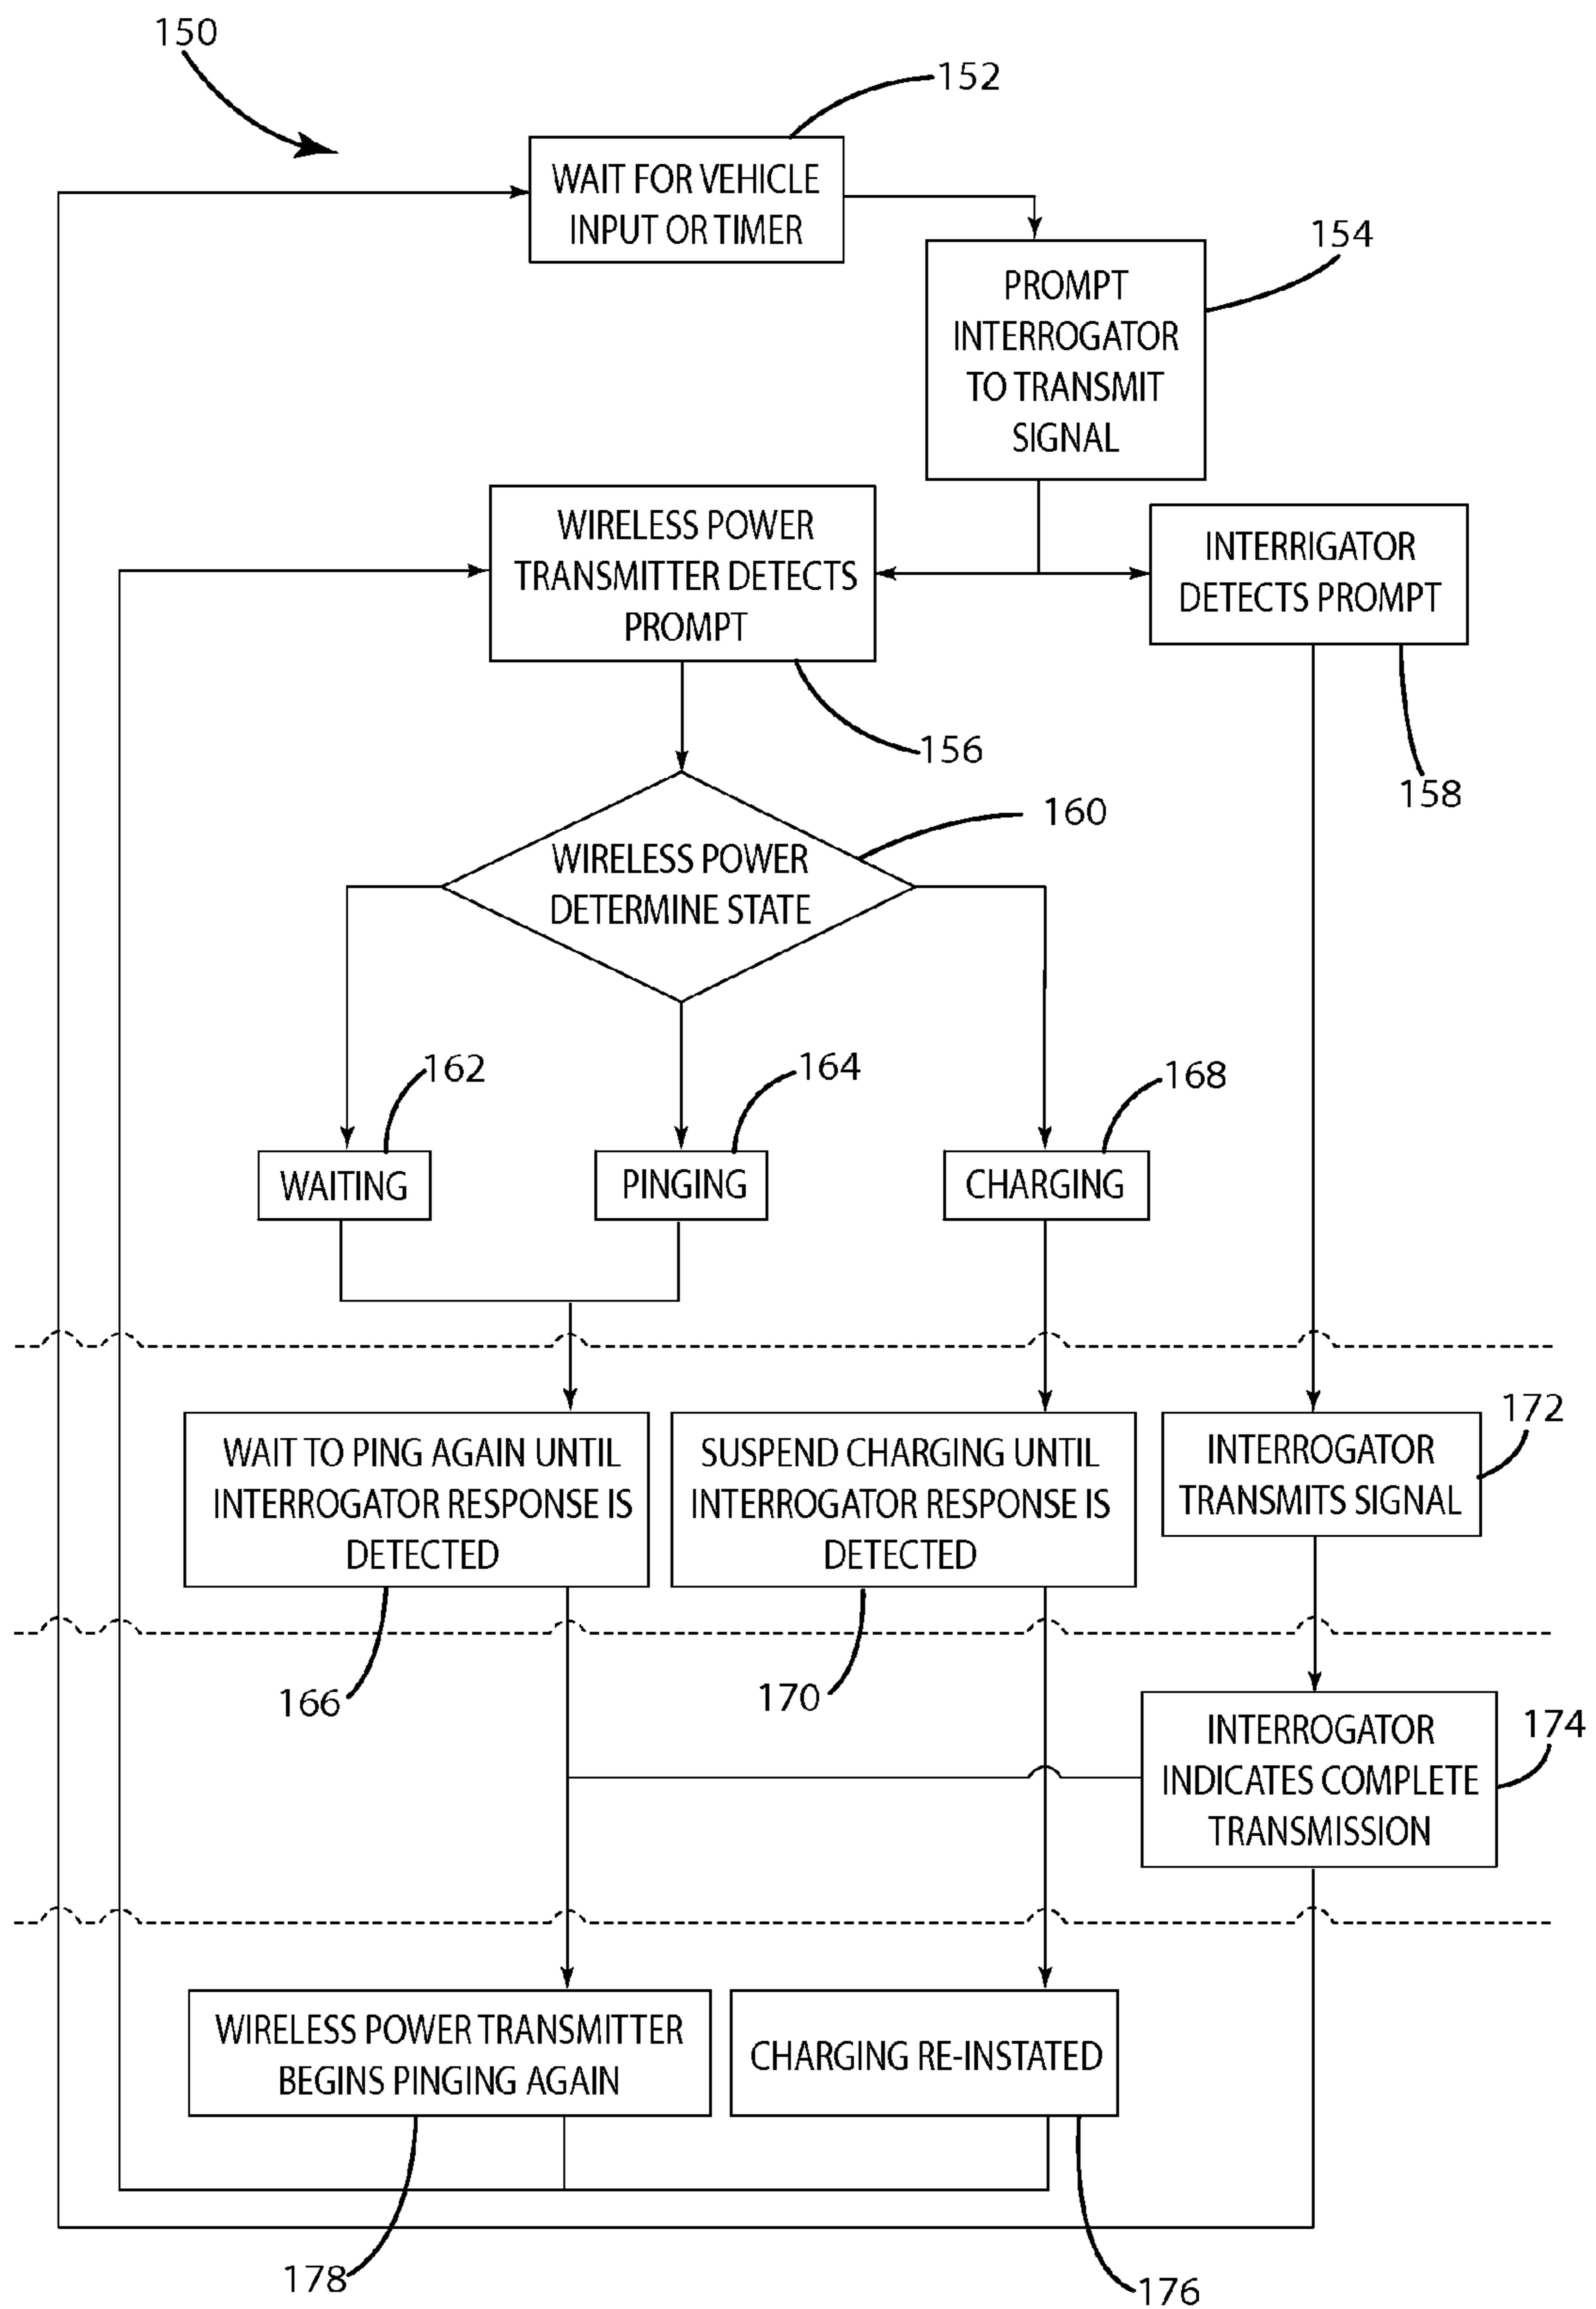 150
152
WAIT FOR VEHICLE
INPUT OR TIMER
154
PROMPT
INTERROGATOR
TO TRANSMIT
SIGNAL
WIRELESS POWER
TRANSMITTER DETECTS
PROMPT
INTERRIGATOR
DETECTS PROMPT
156
158
160
WIRELESS POWER
DETERMINE STATE
162
164
168
WAITING
PINGING
CHARGING
172
WAIT TO PING AGAIN UNTIL
INTERROGATOR RESPONSE IS
DETECTED
SUSPEND CHARGING UNTIL
INTERROGATOR RESPONSE IS
DETECTED
INTERROGATOR
TRANSMITS SIGNAL
166
170
174
INTERROGATOR
INDICATES COMPLETE
TRANSMISSION
WIRELESS POWER TRANSMITTER
BEGINS PINGING AGAIN
CHARGING RE-INSTATED
178
176